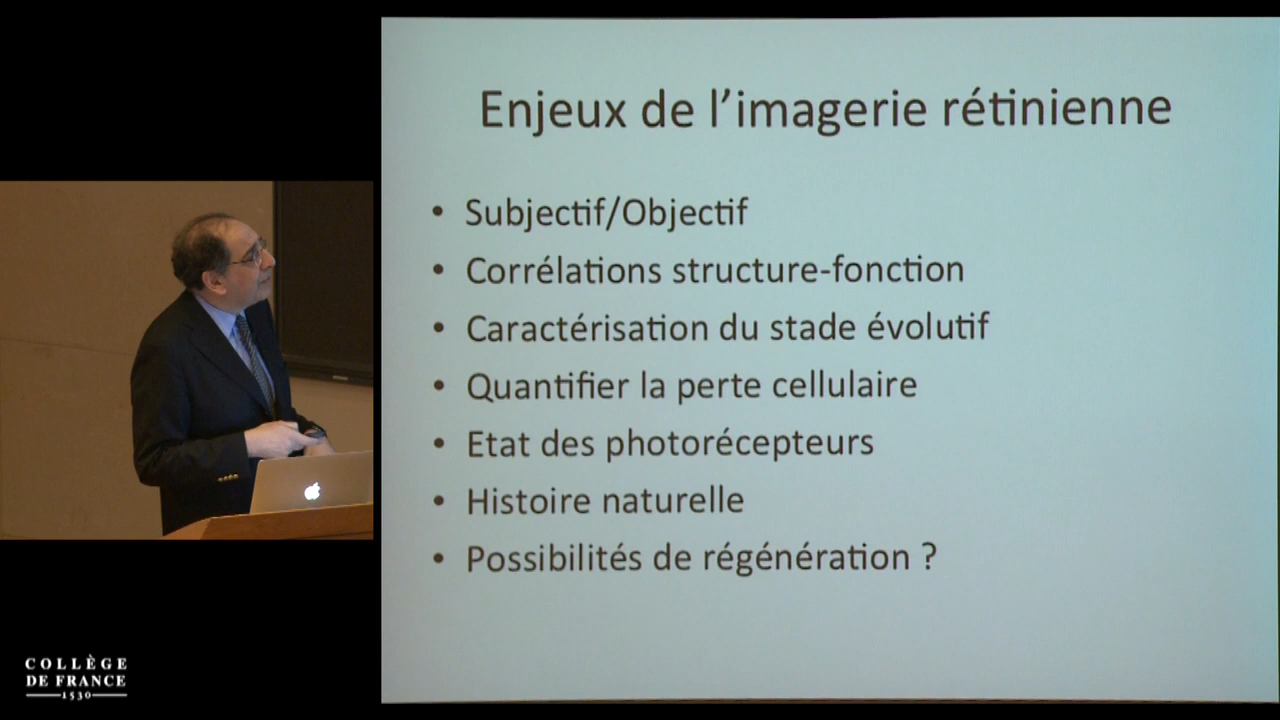 Enjeux de l’imagerie rétinienne
• Subjectif/Objectif
• Corrélations structure-fonction
• Caractérisation du stade évolutif
• Quantifier la perte cellulaire
• Etat des photorécepteurs
• Histoire naturelle
• Possibilités de régénération ?
COLLÈGE
DE FRANCE
1530